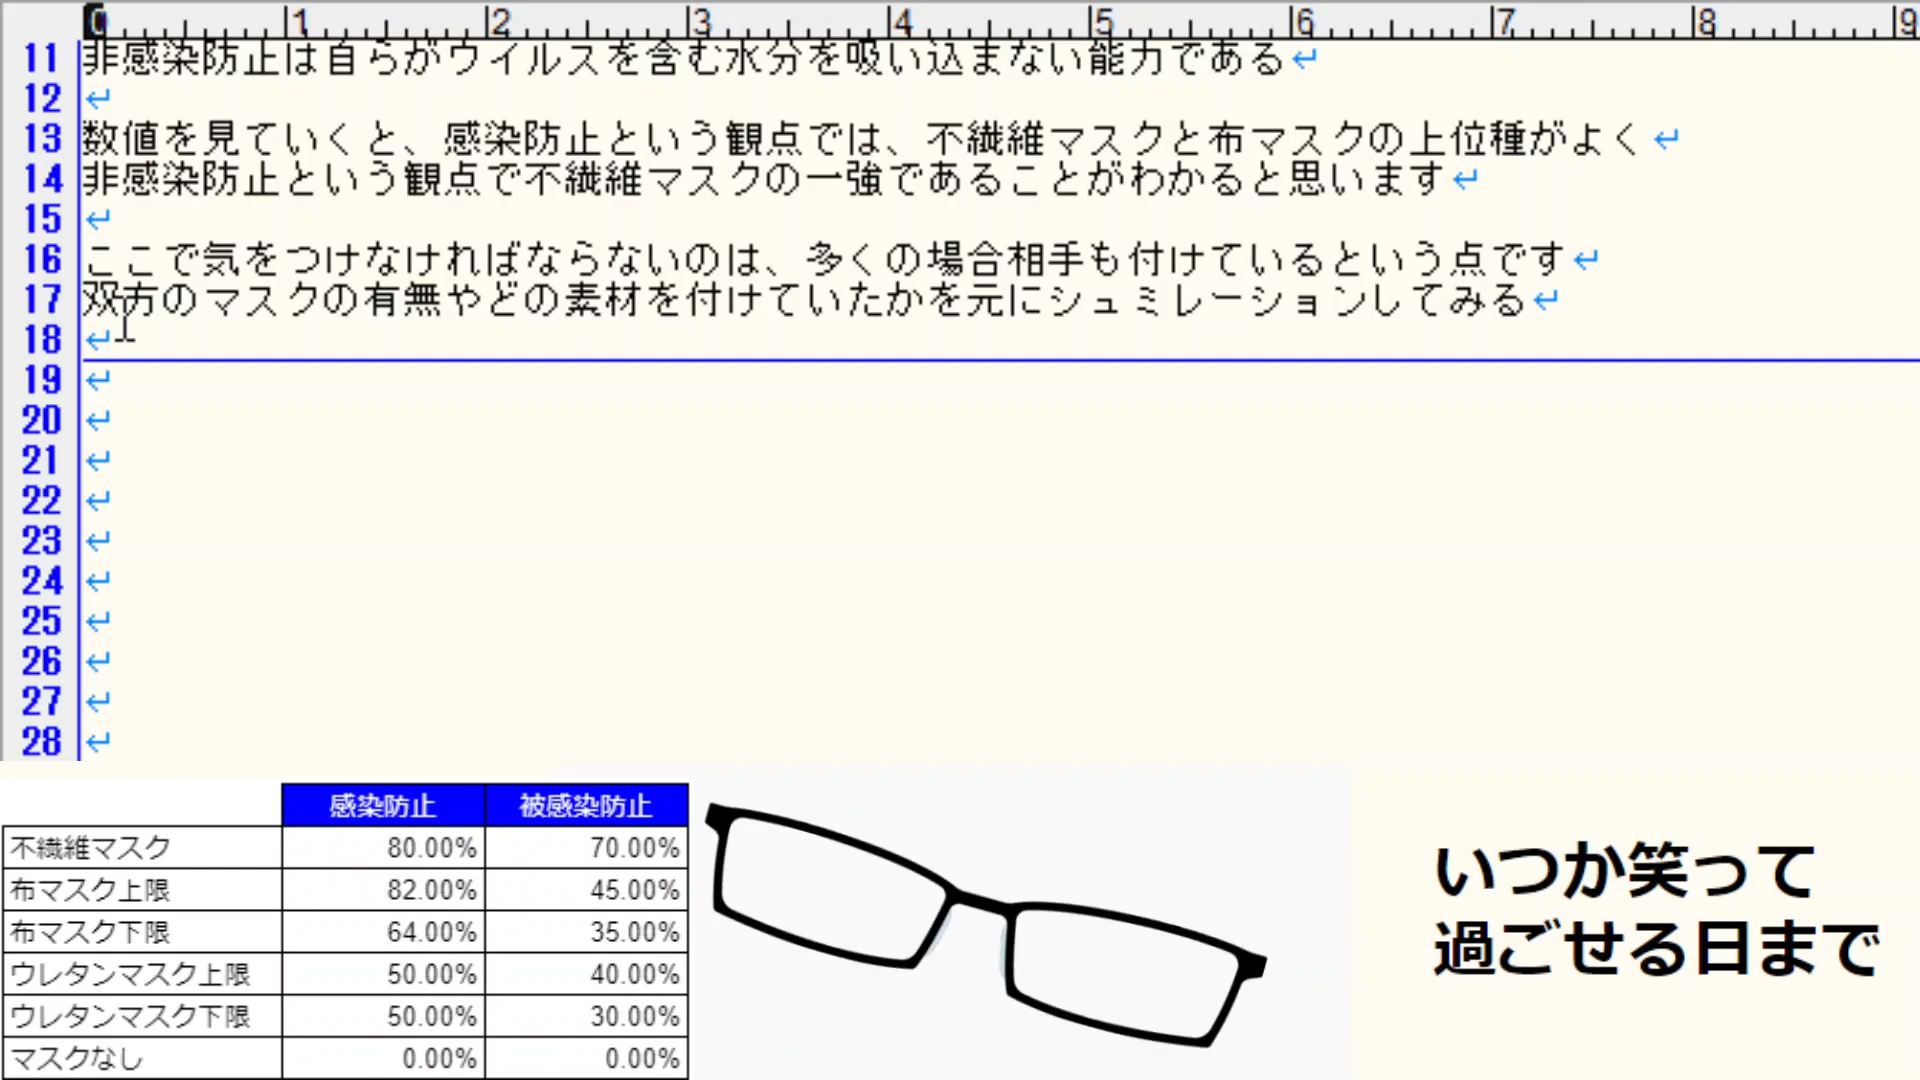 0 1 2 3 4 5 6 7 8 9
11 非感染防止は自らがウイルスを含む水分を吸い込まない能力である↵
12 ↵
13 数値を見ていくと、感染防止という観点では、不繊維マスクと布マスクの上位種がよく↵
14 非感染防止という観点で不繊維マスクの一強であることがわかると思います↵
15 ↵
16 ここで気をつけなければならないのは、多くの場合相手も付けているという点です↵
17 双方のマスクの有無やどの素材を付けていたかを元にシュミレーションしてみる↵
18 ↵
19 ↵
20 ↵
21 ↵
22 ↵
23 ↵
24 ↵
25 ↵
26 ↵
27 ↵
28 ↵
感染防止 被感染防止
不繊維マスク 80.00% 70.00%
布マスク上限 82.00% 45.00%
布マスク下限 64.00% 35.00%
ウレタンマスク上限 50.00% 40.00%
ウレタンマスク下限 50.00% 30.00%
マスクなし 0.00% 0.00%
いつか笑って
過ごせる日まで